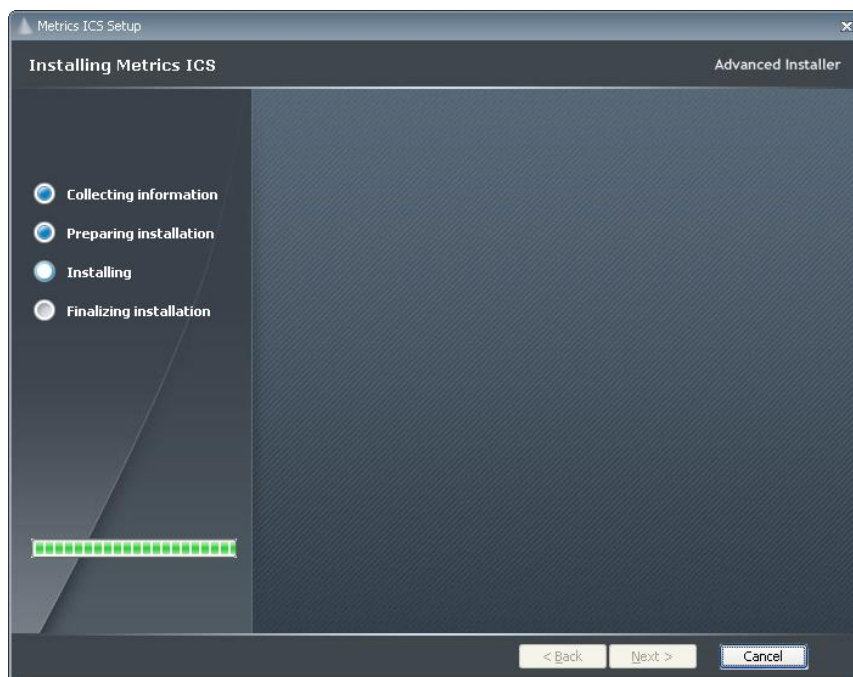 Metrics ICS Setup
Installing Metrics ICS
Advanced Installer
Collecting information
Preparing installation
Installing
Finalizing installation
< Back
Next >
Cancel